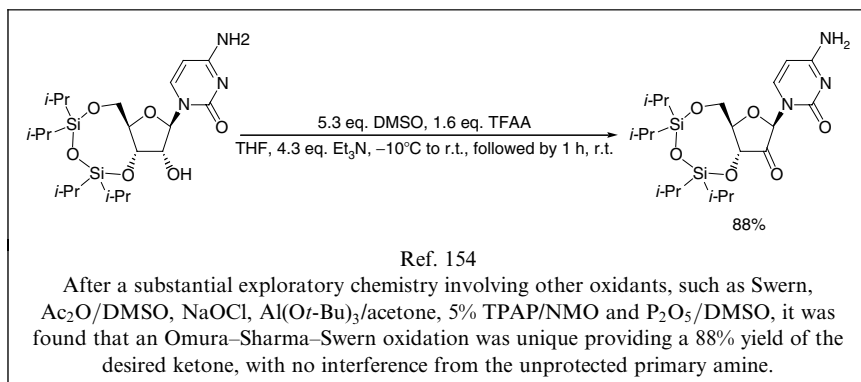 NH2
NH2
N
N
i-Pr
O
O
N
O
i-Pr
O
O
N
O
Si
5.3 eq. DMSO, 1.6 eq. TFAA
Si
i-Pr
O
THF, 4.3 eq. Et₃N, −10°C to r.t., followed by 1 h, r.t.
i-Pr
O
Si
O
OH
Si
O
O
i-Pr
i-Pr
i-Pr
i-Pr
88%
Ref. 154
After a substantial exploratory chemistry involving other oxidants, such as Swern,
Ac₂O/DMSO, NaOCl, Al(Ot-Bu)₃/acetone, 5% TPAP/NMO and P₂O₅/DMSO, it was
found that an Omura–Sharma–Swern oxidation was unique providing a 88% yield of the
desired ketone, with no interference from the unprotected primary amine.